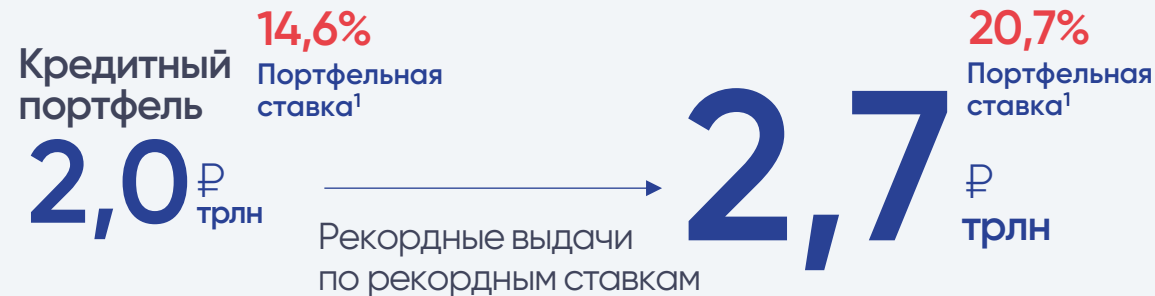 Кредитный
портфель
14,6%
Портфельная
ставка¹
2,0 ₽
трлн
Рекордные выдачи
по рекордным ставкам
20,7%
Портфельная
ставка¹
2,7 ₽
трлн